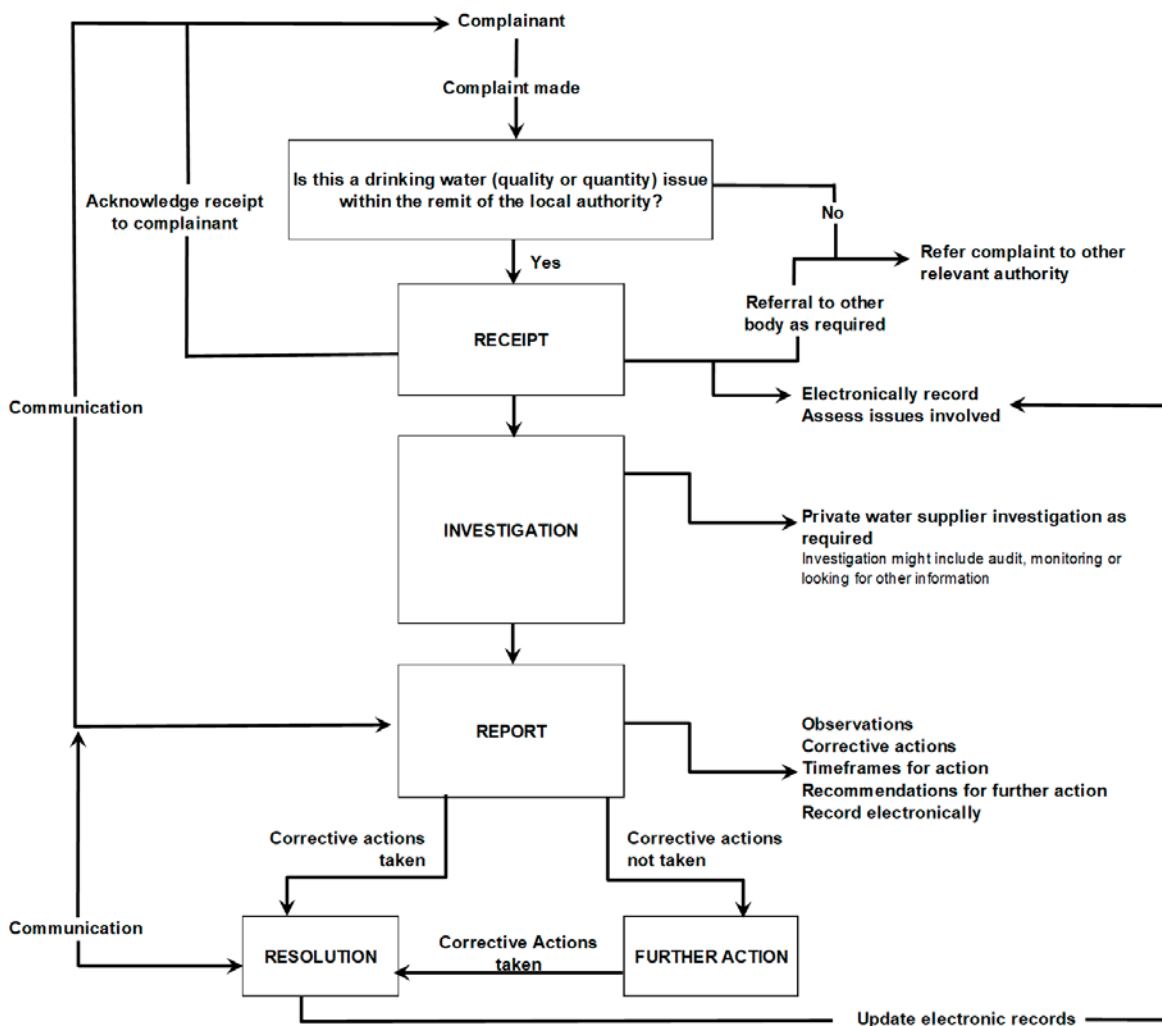 Complainant
Complaint made
Is this a drinking water (quality or quantity) issue
within the remit of the local authority?
Acknowledge receipt
to complainant
No
Yes
Refer complaint to other
relevant authority
Referral to other
body as required
RECEIPT
Communication
Electronically record
Assess issues involved
INVESTIGATION
Private water supplier investigation as
required
Investigation might include audit, monitoring or
looking for other information
REPORT
Observations
Corrective actions
Timeframes for action
Recommendations for further action
Record electronically
Corrective actions
taken
Corrective actions
not taken
Communication
RESOLUTION
Corrective Actions
taken
FURTHER ACTION
Update electronic records